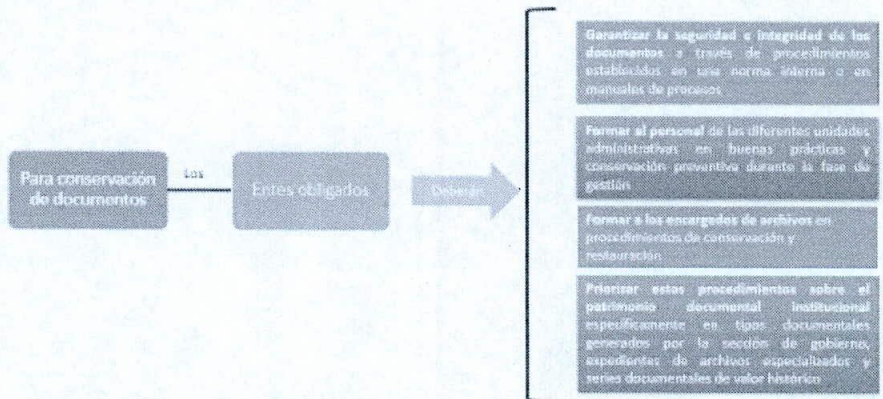 Para conservación
de documentos
Los
Entes obligados
Deberán
Garantizar la seguridad e integridad de los
documentos a través de procedimientos
establecidos en una norma interna o en
manuales de procesos
Formar al personal de las diferentes unidades
administrativas en buenas prácticas y
conservación preventiva durante la fase de
gestión
Formar a los encargados de archivos en
procedimientos de conservación y
restauración
Priorizar estos procedimientos sobre el
patrimonio documental institucional
específicamente en tipos documentales
generados por la sección de gobierno,
expedientes de archivos especializados y
series documentales de valor histórico